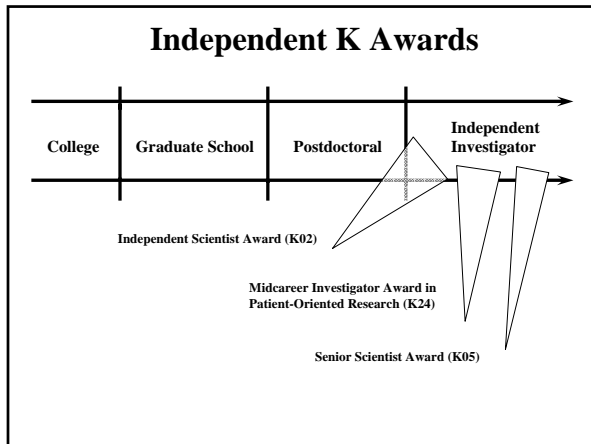 Independent K Awards
College
Graduate School
Postdoctoral
Independent
Investigator
Independent Scientist Award (K02)
Midcareer Investigator Award in
Patient-Oriented Research (K24)
Senior Scientist Award (K05)